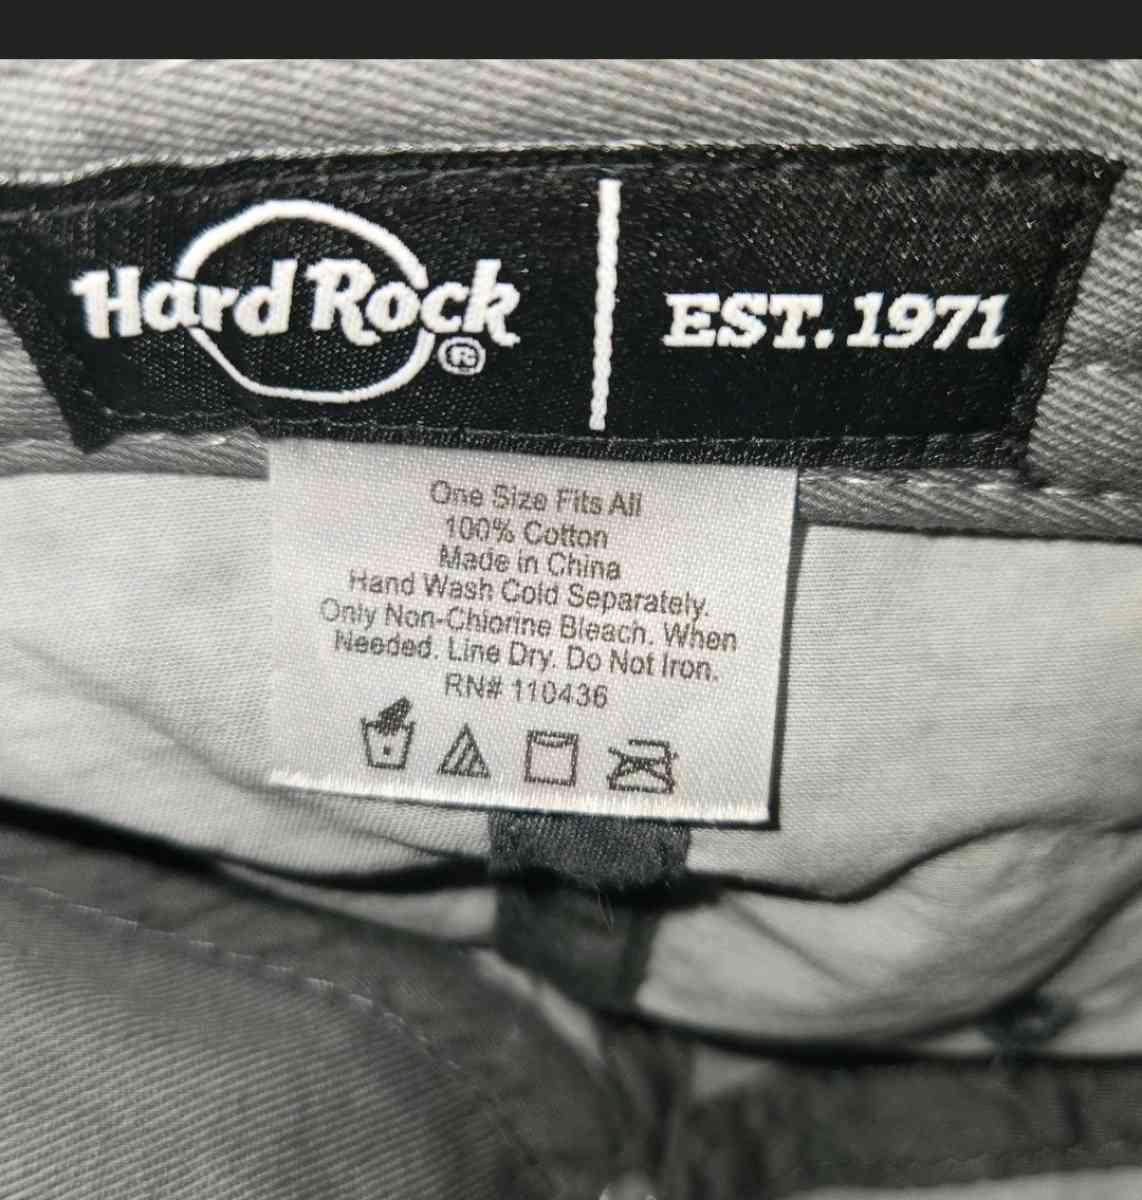 Hard Rock ®
EST. 1971
One Size Fits All
100% Cotton
Made in China
Hand Wash Cold Separately.
Only Non-Chlorine Bleach. When
Needed. Line Dry. Do Not Iron.
RN# 110436